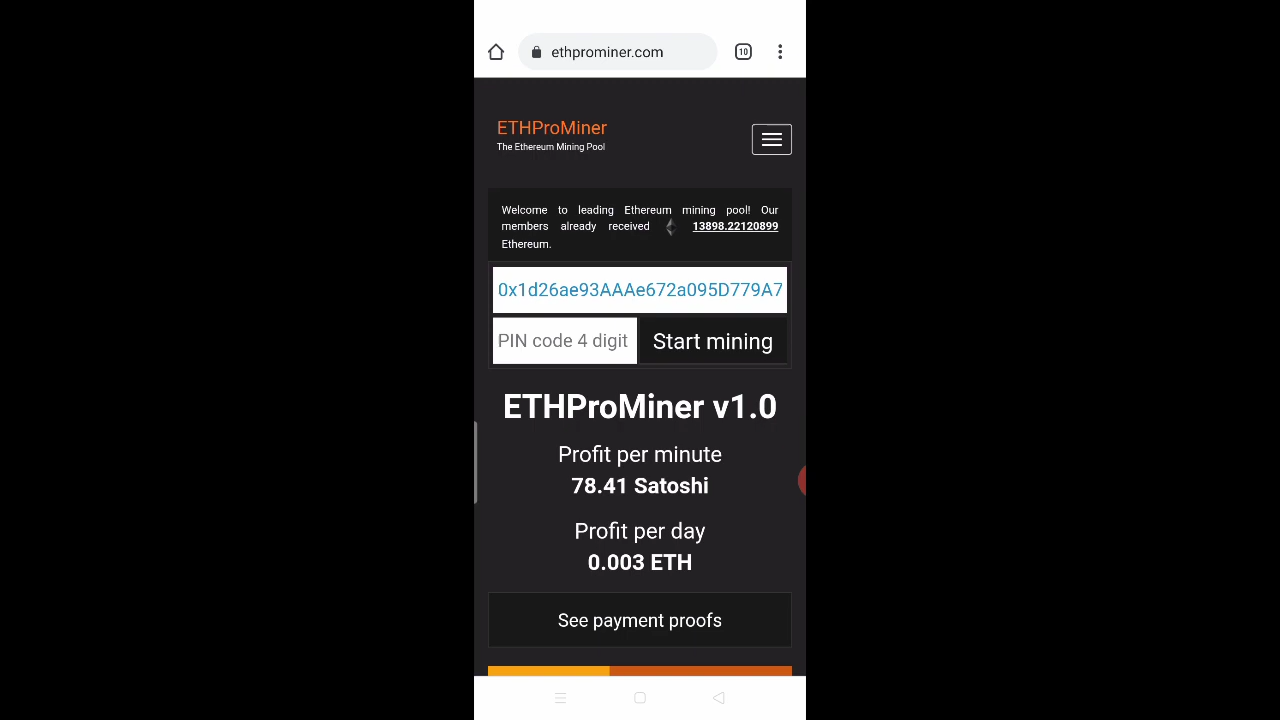 ethprominer.com
10
ETHProMiner
The Ethereum Mining Pool
Welcome to leading Ethereum mining pool! Our
members already received 13898.22120899
Ethereum.
0x1d26ae93AAAe672a095D779A7
PIN code 4 digit
Start mining
ETHProMiner v1.0
Profit per minute
78.41 Satoshi
Profit per day
0.003 ETH
See payment proofs